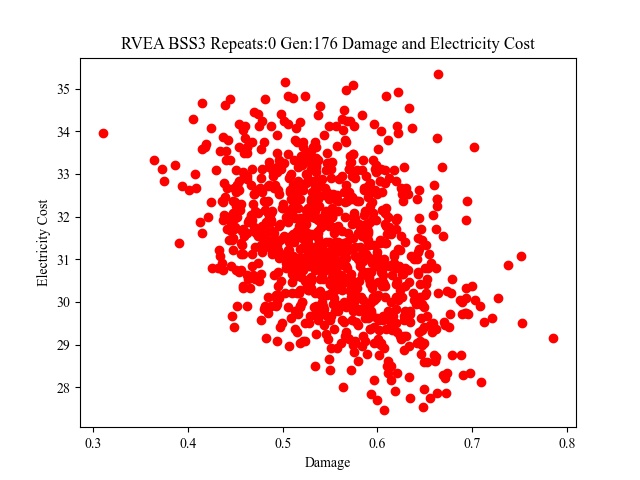 RVEA BSS3 Repeats:0 Gen:176 Damage and Electricity Cost
35
34
33
32
31
30
29
28
Electricity Cost
0.3 0.4 0.5 0.6 0.7 0.8
Damage